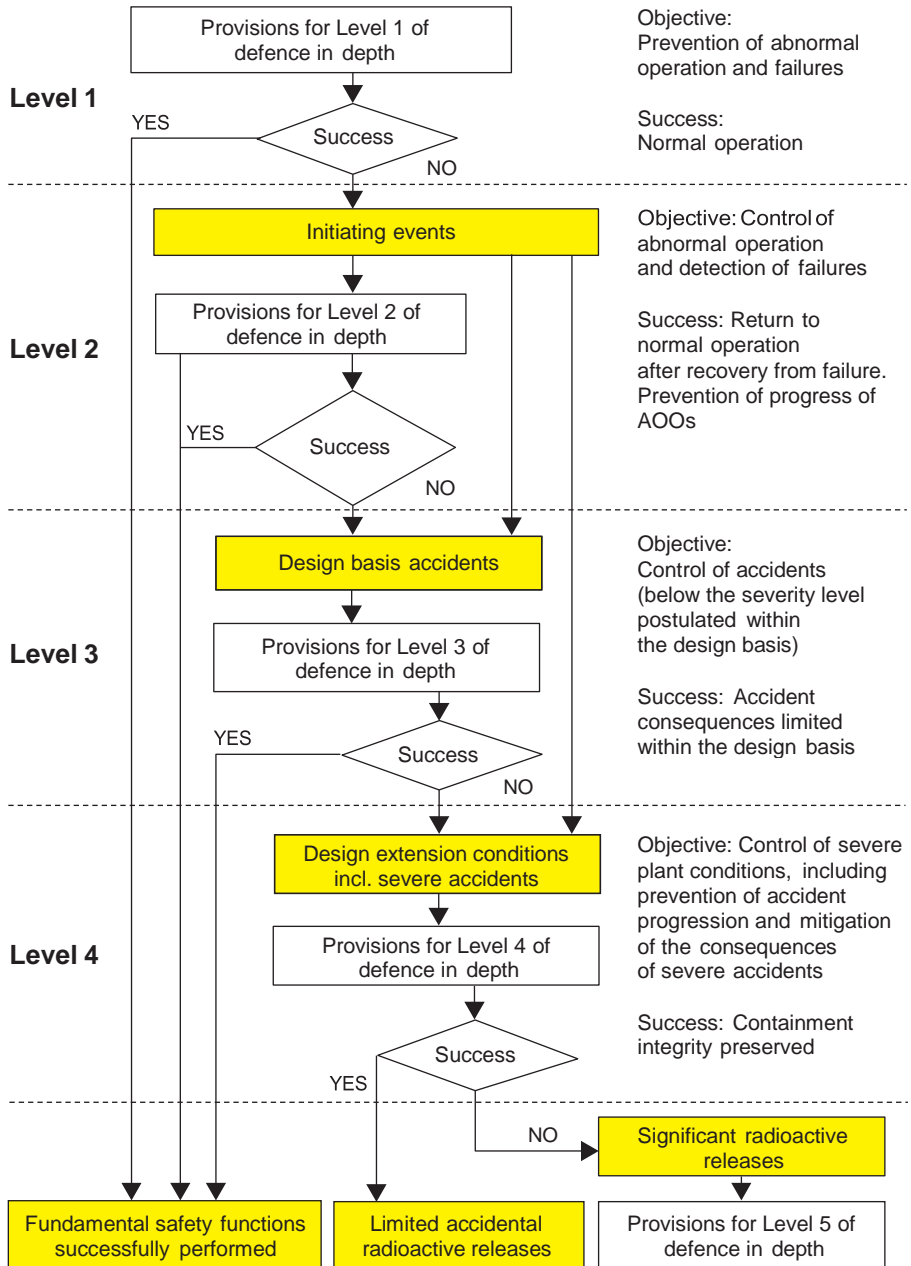 Provisions for Level 1 of
defence in depth
Objective:
Prevention of abnormal
operation and failures
Level 1
YES
Success
NO
Success:
Normal operation
Initiating events
Objective: Control of
abnormal operation
and detection of failures
Provisions for Level 2 of
defence in depth
Level 2
Success: Return to
normal operation
after recovery from failure.
Prevention of progress of
AOOs
YES
Success
NO
Design basis accidents
Objective:
Control of accidents
(below the severity level
postulated within
the design basis)
Level 3
Provisions for Level 3 of
defence in depth
Success: Accident
consequences limited
within the design basis
YES
Success
NO
Design extension conditions
incl. severe accidents
Objective: Control of severe
plant conditions, including
prevention of accident
progression and mitigation
of the consequences
of severe accidents
Level 4
Provisions for Level 4 of
defence in depth
Success: Containment
integrity preserved
Success
YES
NO
Significant radioactive
releases
Fundamental safety functions
successfully performed
Limited accidental
radioactive releases
Provisions for Level 5 of
defence in depth